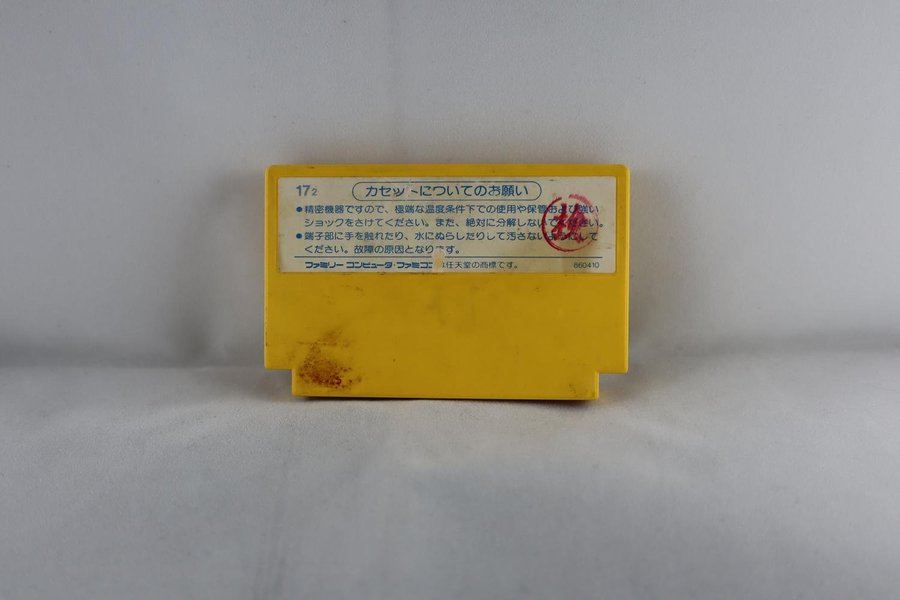 17₂
カセットについてのお願い
●精密機器ですので、極端な温度条件下での使用や保管および強い
ショックをさけてください。また、絶対に分解しないでください。
●端子部に手を触れたり、水にぬらしたりして汚さないようにして
ください。故障の原因となります。
ファミリーコンピュータ・ファミコンは任天堂の商標です。
860410